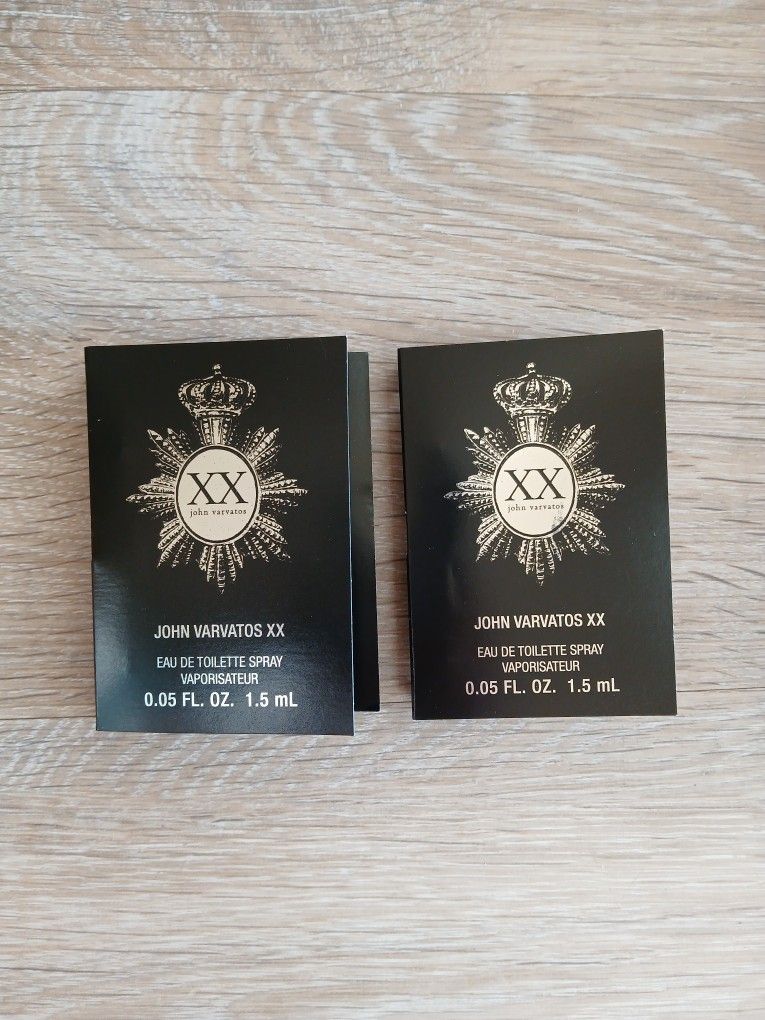 XX
john varvatos
JOHN VARVATOS XX
EAU DE TOILETTE SPRAY
VAPORISATEUR
0.05 FL. OZ. 1.5 mL
XX
john varvatos
JOHN VARVATOS XX
EAU DE TOILETTE SPRAY
VAPORISATEUR
0.05 FL. OZ. 1.5 mL